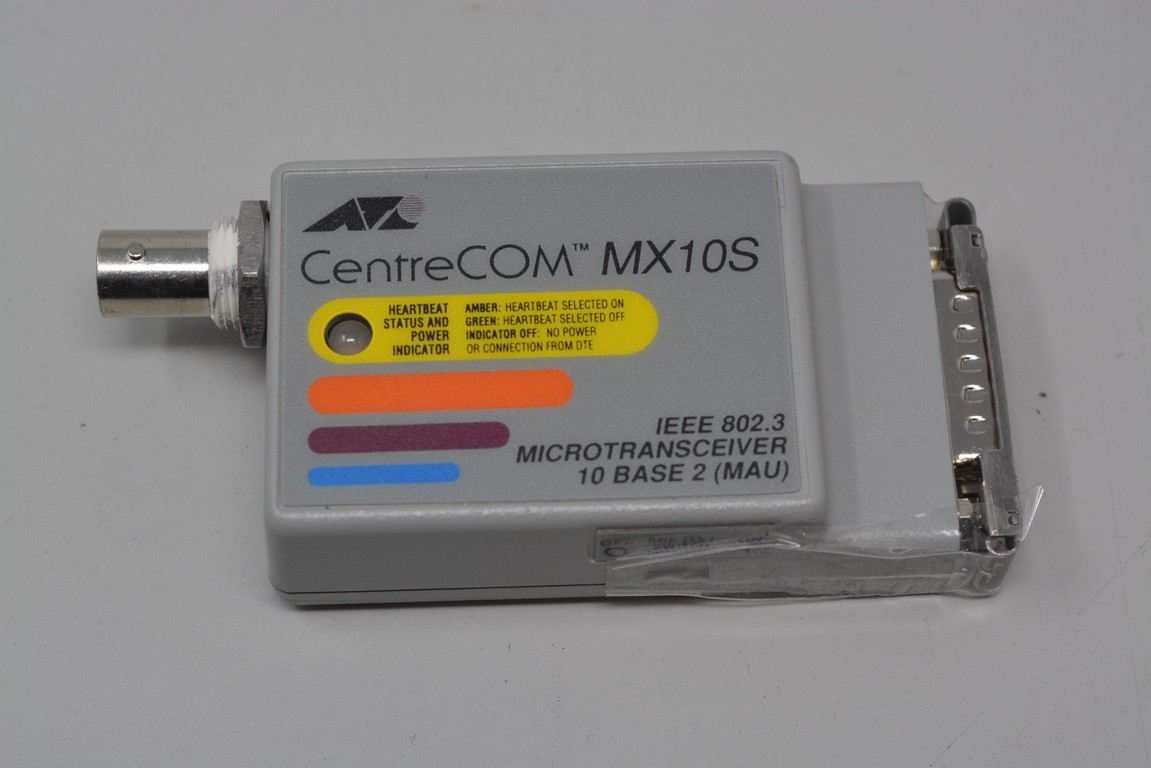 CentreCOM™ MX10S
HEARTBEAT
STATUS AND
POWER
INDICATOR
AMBER: HEARTBEAT SELECTED ON
GREEN: HEARTBEAT SELECTED OFF
INDICATOR OFF: NO POWER
OR CONNECTION FROM DTE
IEEE 802.3
MICROTRANSCEIVER
10 BASE 2 (MAU)